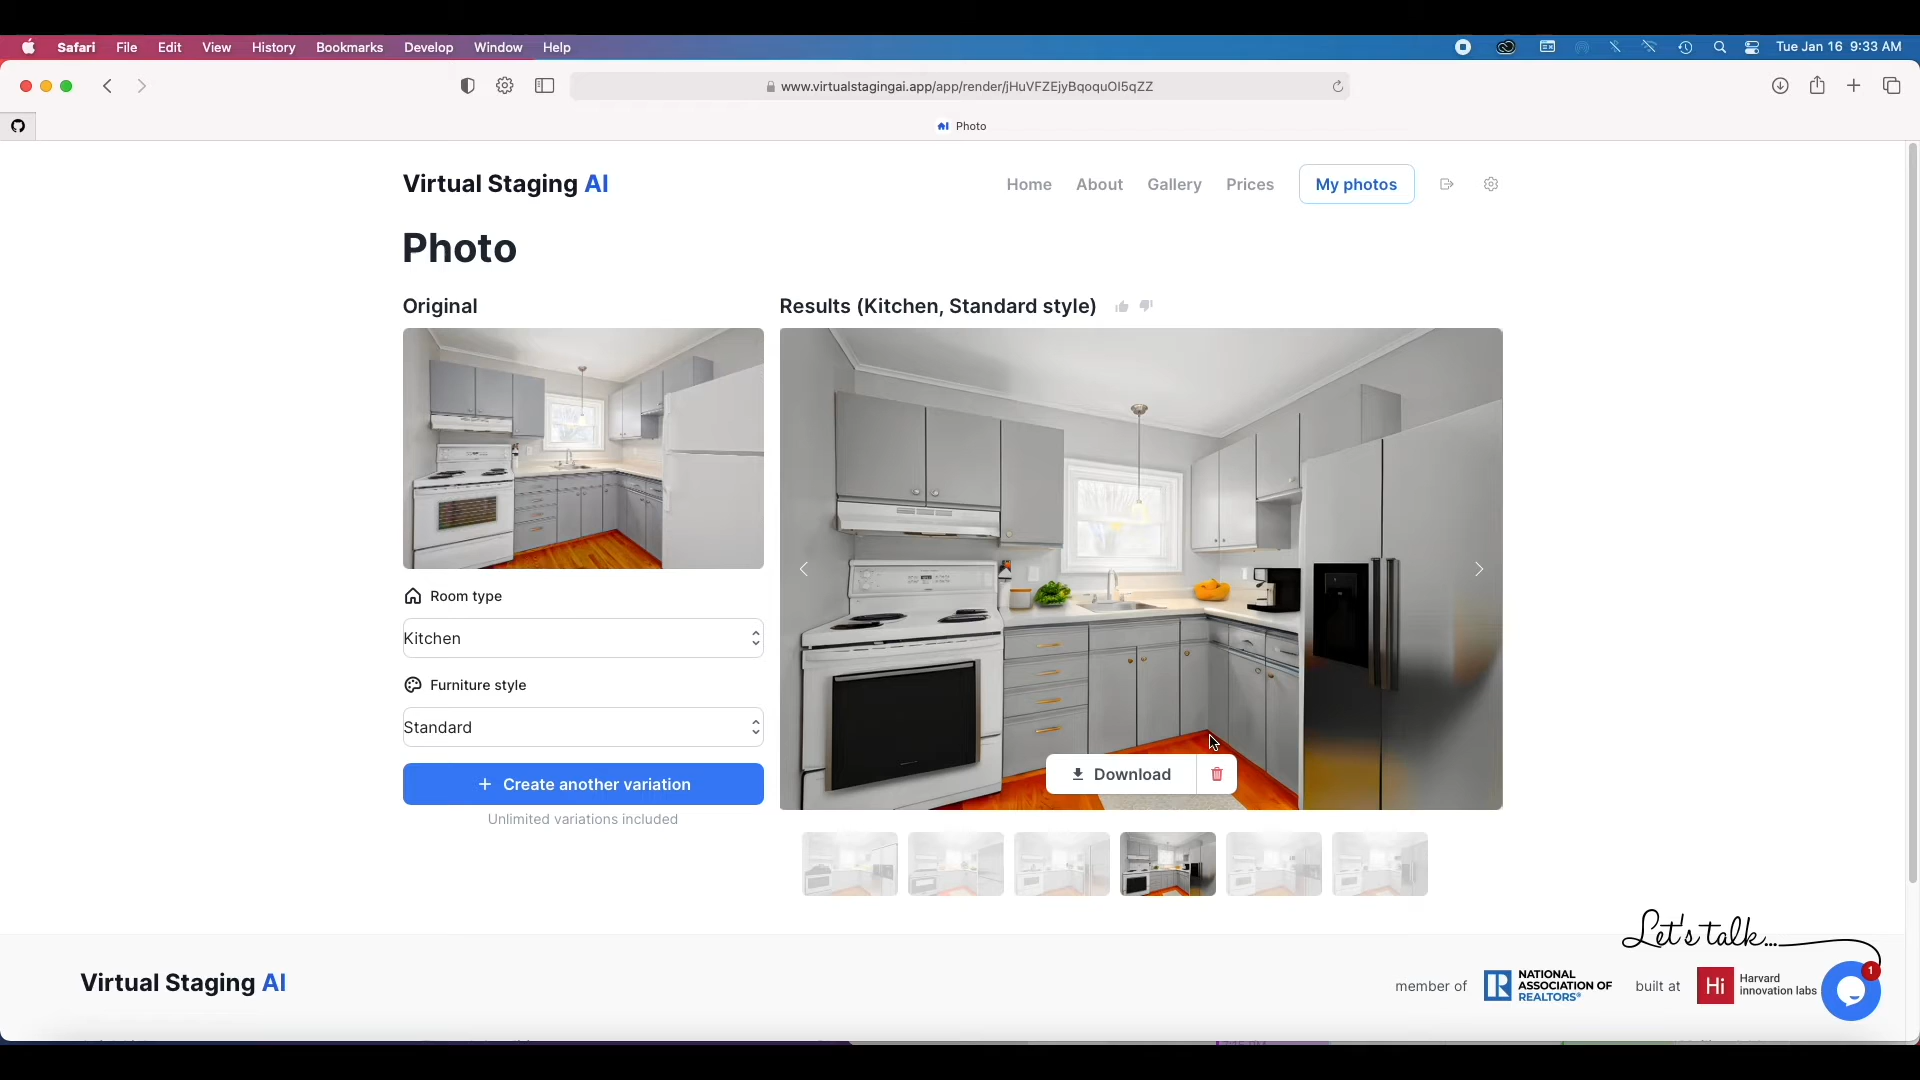 Safari File Edit View History Bookmarks Develop Window Help Tue Jan 16 9:33 AM
www.virtualstagingai.app/app/render/jHuVFZEjyBqoquOI5qZZ
Photo
Virtual Staging AI
Home About Gallery Prices My photos
Photo
Original
Results (Kitchen, Standard style)
Room type
Kitchen
Furniture style
Standard
+ Create another variation
Unlimited variations included
Download
Let's talk...
Virtual Staging AI
member of
NATIONAL
ASSOCIATION OF
REALTORS®
built at
Hi
Harvard
innovation labs
1